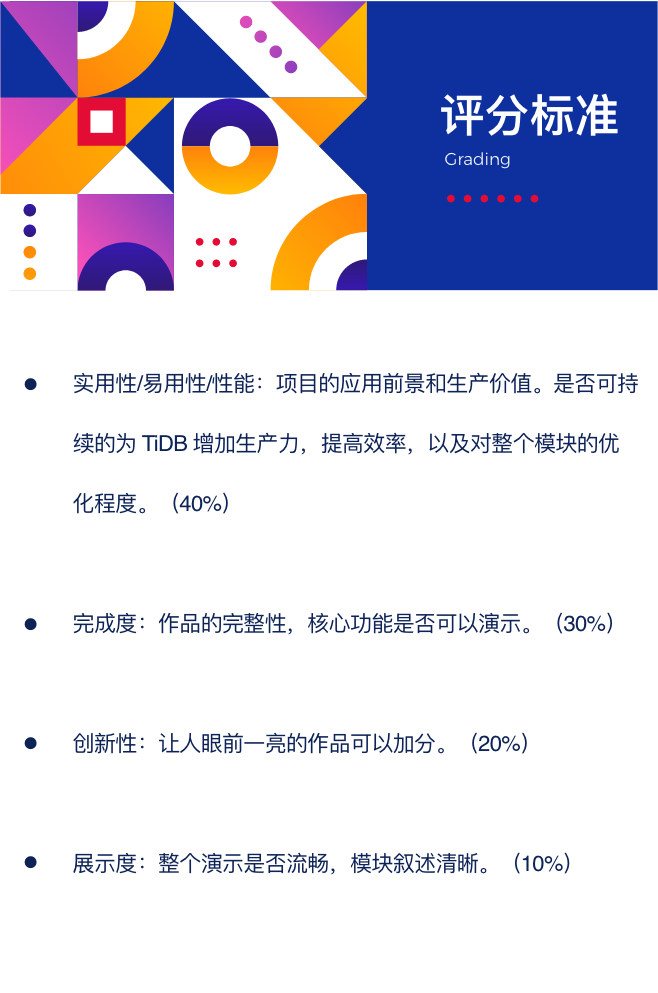 评分标准
Grading
● 实用性/易用性/性能：项目的应用前景和生产价值。是否可持
续的为 TiDB 增加生产力，提高效率，以及对整个模块的优
化程度。（40%）
● 完成度：作品的完整性，核心功能是否可以演示。（30%）
● 创新性：让人眼前一亮的作品可以加分。（20%）
● 展示度：整个演示是否流畅，模块叙述清晰。（10%）